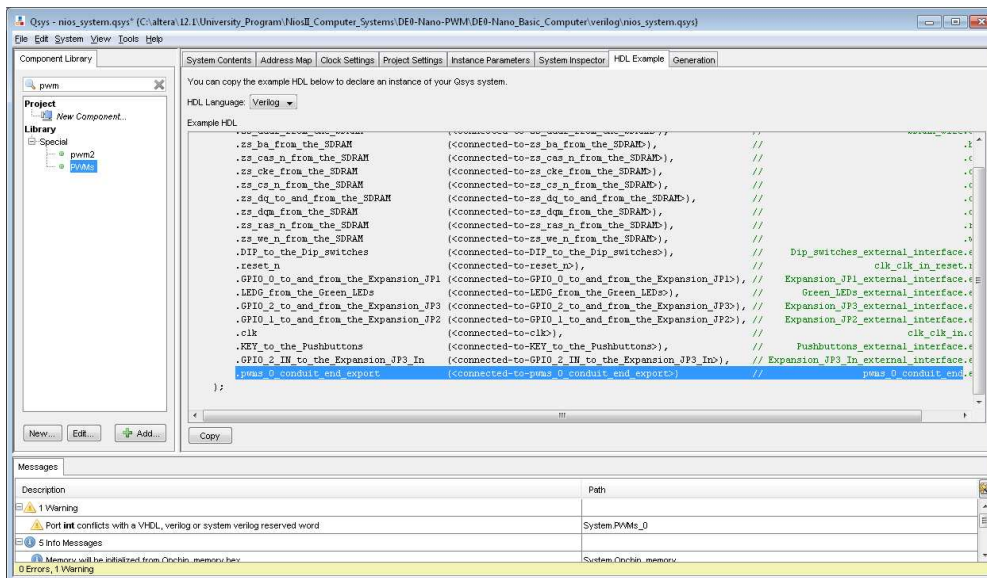 Qsys - nios_system.qsys* (C:\altera\12.1\University_Program\NiosII_Computer_Systems\DE0-Nano-PWM\DE0-Nano_Basic_Computer\verilog\nios_system.qsys)
File Edit System View Tools Help
Component Library
System Contents Address Map Clock Settings Project Settings Instance Parameters System Inspector HDL Example Generation
pwm
Project
New Component...
Library
Special
pwm2
PWMs
New... Edit... Add...
You can copy the example HDL below to declare an instance of your Qsys system.
HDL Language: Verilog
Example HDL
.zs_ba_from_the_SDRAM (<connected-to-zs_ba_from_the_SDRAM>), //
.zs_cas_n_from_the_SDRAM (<connected-to-zs_cas_n_from_the_SDRAM>), //
.zs_cke_from_the_SDRAM (<connected-to-zs_cke_from_the_SDRAM>), //
.zs_cs_n_from_the_SDRAM (<connected-to-zs_cs_n_from_the_SDRAM>), //
.zs_dq_to_and_from_the_SDRAM (<connected-to-zs_dq_to_and_from_the_SDRAM>), //
.zs_dqm_from_the_SDRAM (<connected-to-zs_dqm_from_the_SDRAM>), //
.zs_ras_n_from_the_SDRAM (<connected-to-zs_ras_n_from_the_SDRAM>), //
.zs_we_n_from_the_SDRAM (<connected-to-zs_we_n_from_the_SDRAM>), //
.DIP_to_the_Dip_switches (<connected-to-DIP_to_the_Dip_switches>), // Dip_switches_external_interface.e
.reset_n (<connected-to-reset_n>), // clk_clk_in_reset.r
.GPIO_0_to_and_from_the_Expansion_JP1 (<connected-to-GPIO_0_to_and_from_the_Expansion_JP1>), // Expansion_JP1_external_interface.e
.LEDG_from_the_Green_LEDs (<connected-to-LEDG_from_the_Green_LEDs>), // Green_LEDs_external_interface.e
.GPIO_2_to_and_from_the_Expansion_JP3 (<connected-to-GPIO_2_to_and_from_the_Expansion_JP3>), // Expansion_JP3_external_interface.e
.GPIO_1_to_and_from_the_Expansion_JP2 (<connected-to-GPIO_1_to_and_from_the_Expansion_JP2>), // Expansion_JP2_external_interface.e
.clk (<connected-to-clk>), // clk_clk_in.c
.KEY_to_the_Pushbuttons (<connected-to-KEY_to_the_Pushbuttons>), // Pushbuttons_external_interface.e
.GPIO_2_IN_to_the_Expansion_JP3_In (<connected-to-GPIO_2_IN_to_the_Expansion_JP3_In>), // Expansion_JP3_In_external_interface.e
.pwms_0_conduit_end_export (<connected-to-pwms_0_conduit_end_export>) // pwms_0_conduit_end.e
);
Copy
Messages
Description Path
1 Warning
Port int conflicts with a VHDL, verilog or system verilog reserved word System.PWMs_0
5 Info Messages
Memory will be initialized from Onchip_memory.hex System.Onchip_memory
0 Errors, 1 Warning